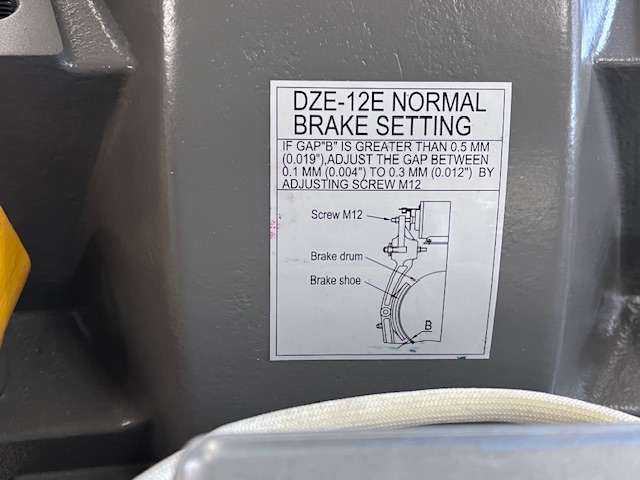 DZE-12E NORMAL
BRAKE SETTING
IF GAP"B" IS GREATER THAN 0.5 MM
(0.019"),ADJUST THE GAP BETWEEN
0.1 MM (0.004") TO 0.3 MM (0.012") BY
ADJUSTING SCREW M12
Screw M12
Brake drum
Brake shoe
B